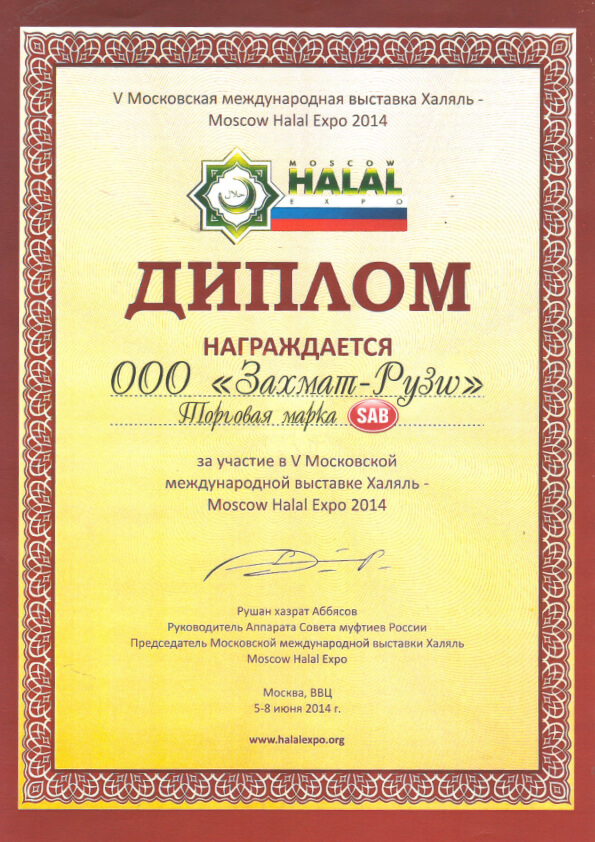 V Московская международная выставка Халяль -
Moscow Halal Expo 2014
حلال
MOSCOW
HALAL
EXPO
ДИПЛОМ
НАГРАЖДАЕТСЯ
ООО «Захмат-Рузи»
Торговая марка SAB
за участие в V Московской
международной выставке Халяль -
Moscow Halal Expo 2014
Рушан хазрат Аббясов
Руководитель Аппарата Совета муфтиев России
Председатель Московской международной выставки Халяль
Moscow Halal Expo
Москва, ВВЦ
5-8 июня 2014 г.
www.halalexpo.org